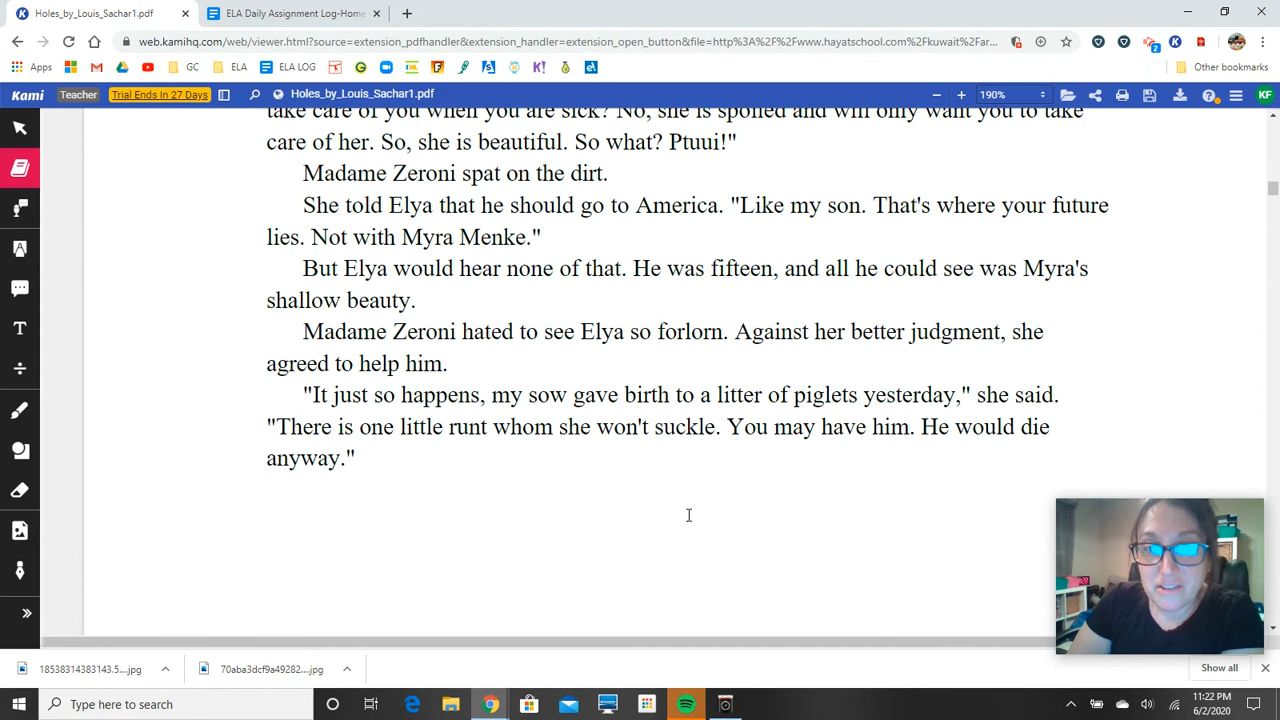 Holes_by_Louis_Sachar1.pdf
ELA Daily Assignment Log-Home
web.kamihq.com/web/viewer.html?source=extension_pdfhandler&extension_handler=extension_open_button&file=http%3A%2F%2Fwww.hayatschool.com%2Fkuwait%2Far...
Apps
GC
ELA
ELA LOG
Other bookmarks
Kami
Teacher
Trial Ends In 27 Days
Holes_by_Louis_Sachar1.pdf
190%
KF
take care of you when you are sick? No, she is spoiled and will only want you to take
care of her. So, she is beautiful. So what? Ptuui!"
Madame Zeroni spat on the dirt.
She told Elya that he should go to America. "Like my son. That's where your future
lies. Not with Myra Menke."
But Elya would hear none of that. He was fifteen, and all he could see was Myra's
shallow beauty.
Madame Zeroni hated to see Elya so forlorn. Against her better judgment, she
agreed to help him.
"It just so happens, my sow gave birth to a litter of piglets yesterday," she said.
"There is one little runt whom she won't suckle. You may have him. He would die
anyway."
18538314383143.5....jpg
70aba3dcf9a49282....jpg
Show all
Type here to search
11:22 PM
6/2/2020